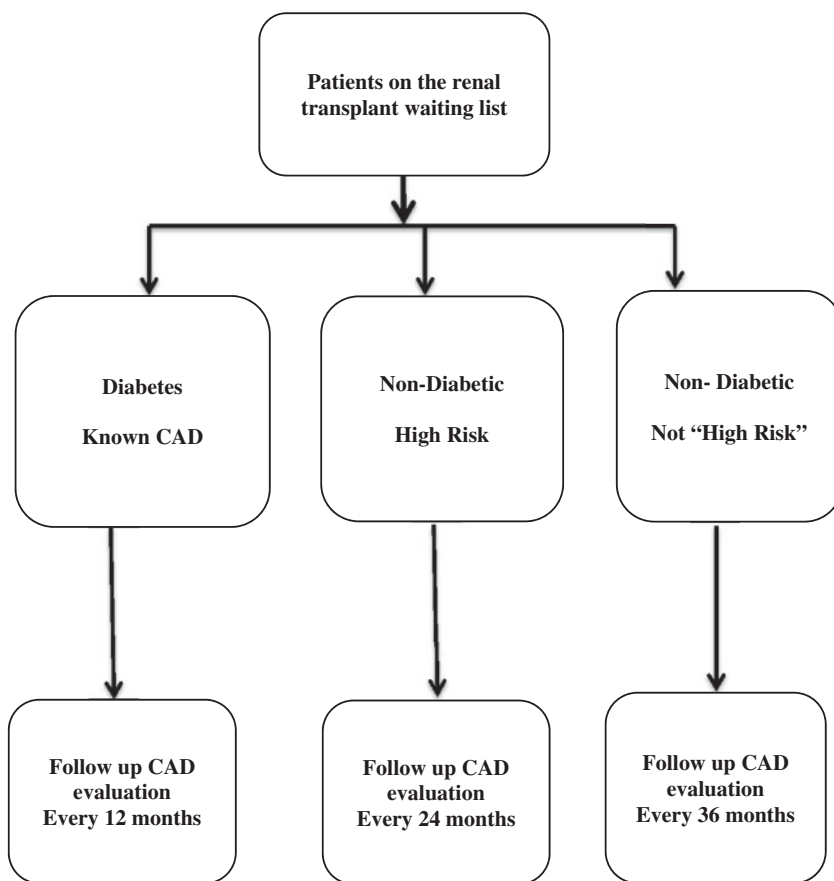 Patients on the renal
transplant waiting list
Diabetes
Known CAD
Non-Diabetic
High Risk
Non- Diabetic
Not “High Risk”
Follow up CAD
evaluation
Every 12 months
Follow up CAD
evaluation
Every 24 months
Follow up CAD
evaluation
Every 36 months